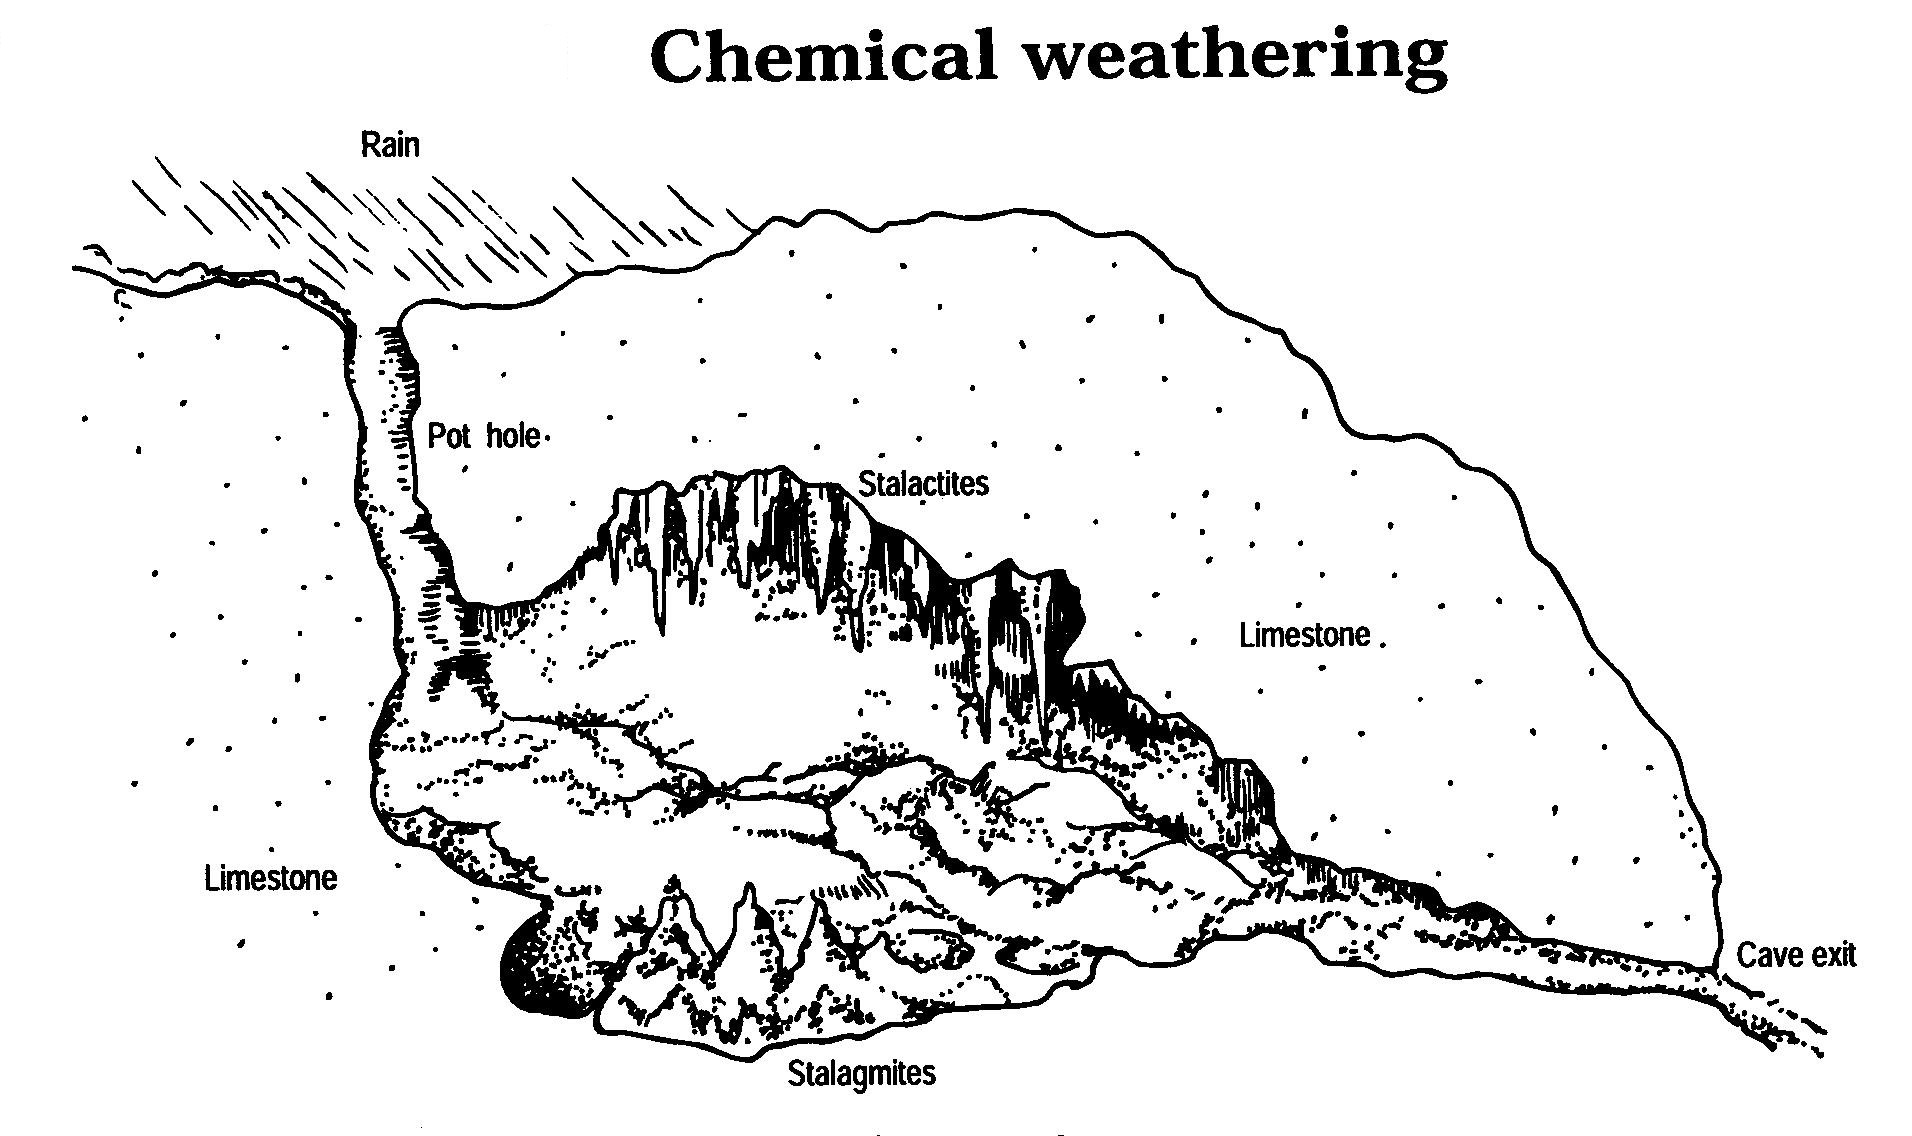 Chemical weathering
Rain
Pot hole
Stalactites
Limestone
Limestone
Cave exit
Stalagmites